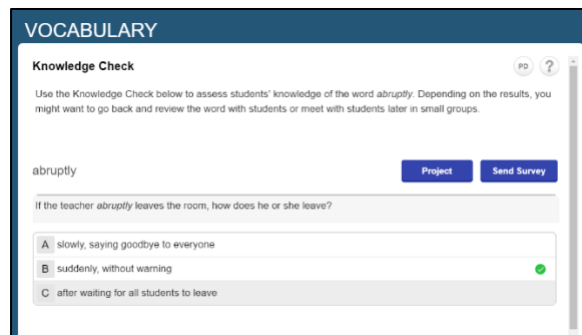 VOCABULARY
Knowledge Check
PD ?
Use the Knowledge Check below to assess students' knowledge of the word abruptly. Depending on the results, you
might want to go back and review the word with students or meet with students later in small groups.
abruptly
Project
Send Survey
If the teacher abruptly leaves the room, how does he or she leave?
A slowly, saying goodbye to everyone
B suddenly, without warning
C after waiting for all students to leave